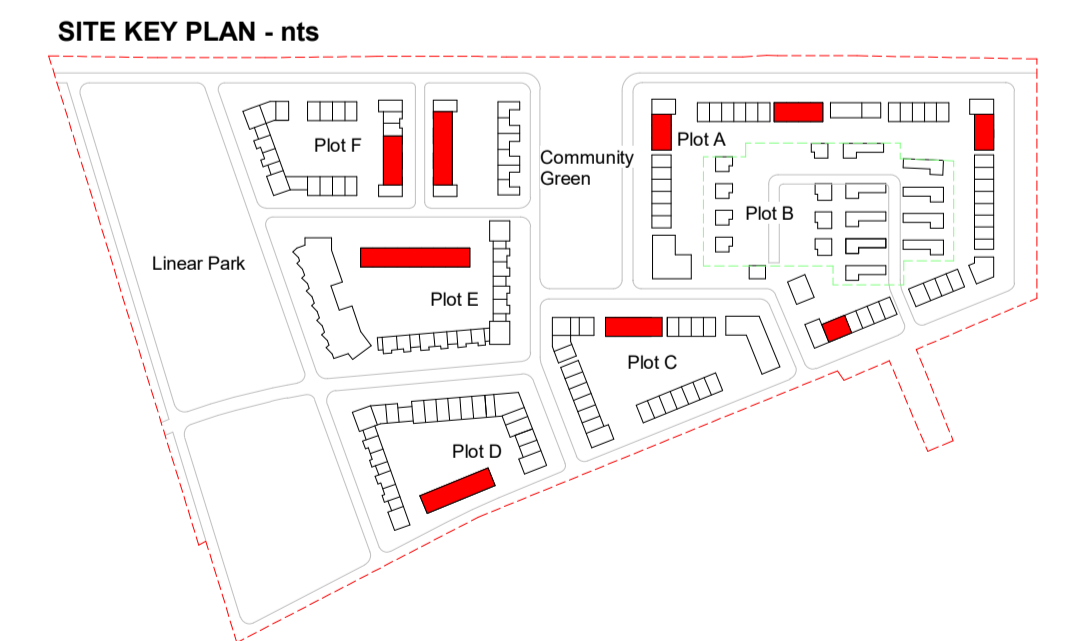 SITE KEY PLAN - nts
Plot F
Plot A
Community
Green
Plot B
Linear Park
Plot E
Plot C
Plot D